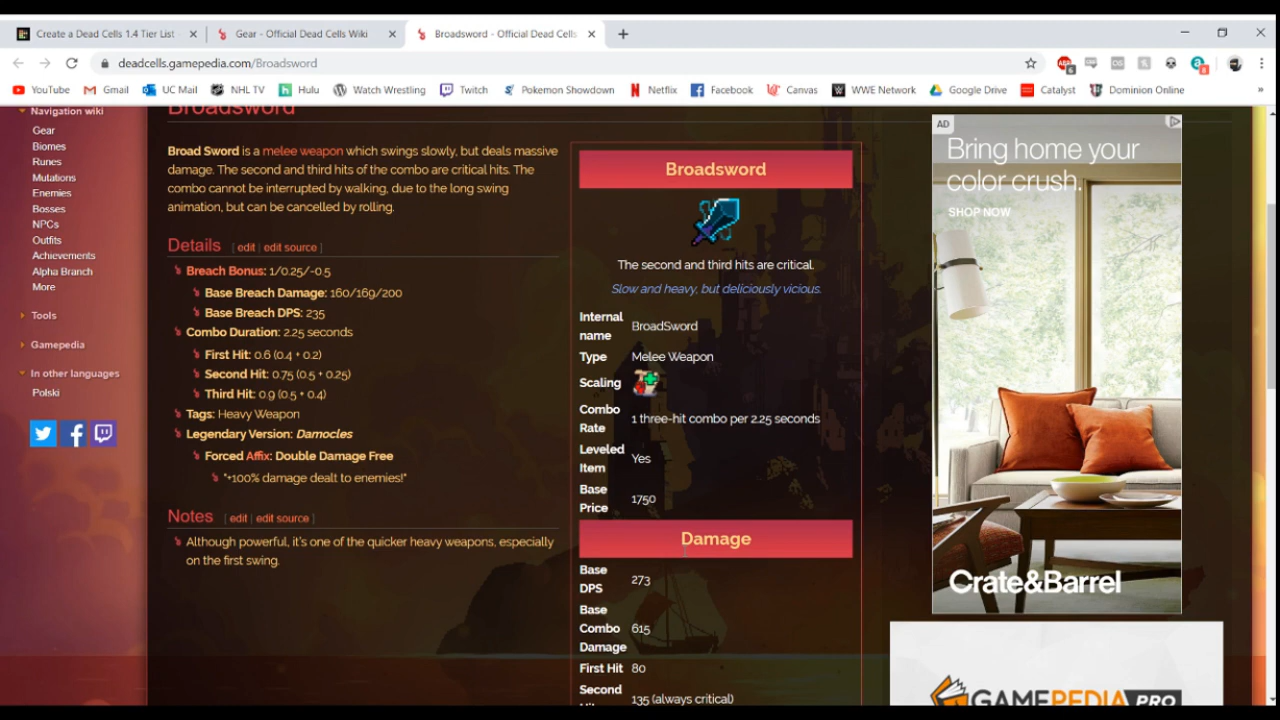 Create a Dead Cells 1.4 Tier List
Gear - Official Dead Cells Wiki
Broadsword - Official Dead Cells
deadcells.gamepedia.com/Broadsword
YouTube
Gmail
UC Mail
NHL TV
Hulu
Watch Wrestling
Twitch
Pokemon Showdown
Netflix
Facebook
Canvas
WWE Network
Google Drive
Catalyst
Dominion Online
»
Navigation wiki
Gear
Biomes
Runes
Mutations
Enemies
Bosses
NPCs
Outfits
Achievements
Alpha Branch
More
Tools
Gamepedia
In other languages
Polski
Broadsword
Broad Sword is a melee weapon which swings slowly, but deals massive
damage. The second and third hits of the combo are critical hits. The
combo cannot be interrupted by walking, due to the long swing
animation, but can be cancelled by rolling.
Details [ edit | edit source ]
Breach Bonus: 1/0.25/-0.5
Base Breach Damage: 160/169/200
Base Breach DPS: 235
Combo Duration: 2.25 seconds
First Hit: 0.6 (0.4 + 0.2)
Second Hit: 0.75 (0.5 + 0.25)
Third Hit: 0.9 (0.5 + 0.4)
Tags: Heavy Weapon
Legendary Version: Damocles
Forced Affix: Double Damage Free
"+100% damage dealt to enemies!"
Notes [ edit | edit source ]
Although powerful, it's one of the quicker heavy weapons, especially
on the first swing.
Broadsword
The second and third hits are critical.
Slow and heavy, but deliciously vicious.
Internal
name
BroadSword
Type Melee Weapon
Scaling
Combo
Rate
1 three-hit combo per 2.25 seconds
Leveled
Item
Yes
Base
Price
1750
Damage
Base
DPS
273
Base
Combo
Damage
615
First Hit 80
Second
135 (always critical)
AD
Bring home your
color crush.
SHOP NOW
Crate&Barrel
GAMEPEDIA PRO